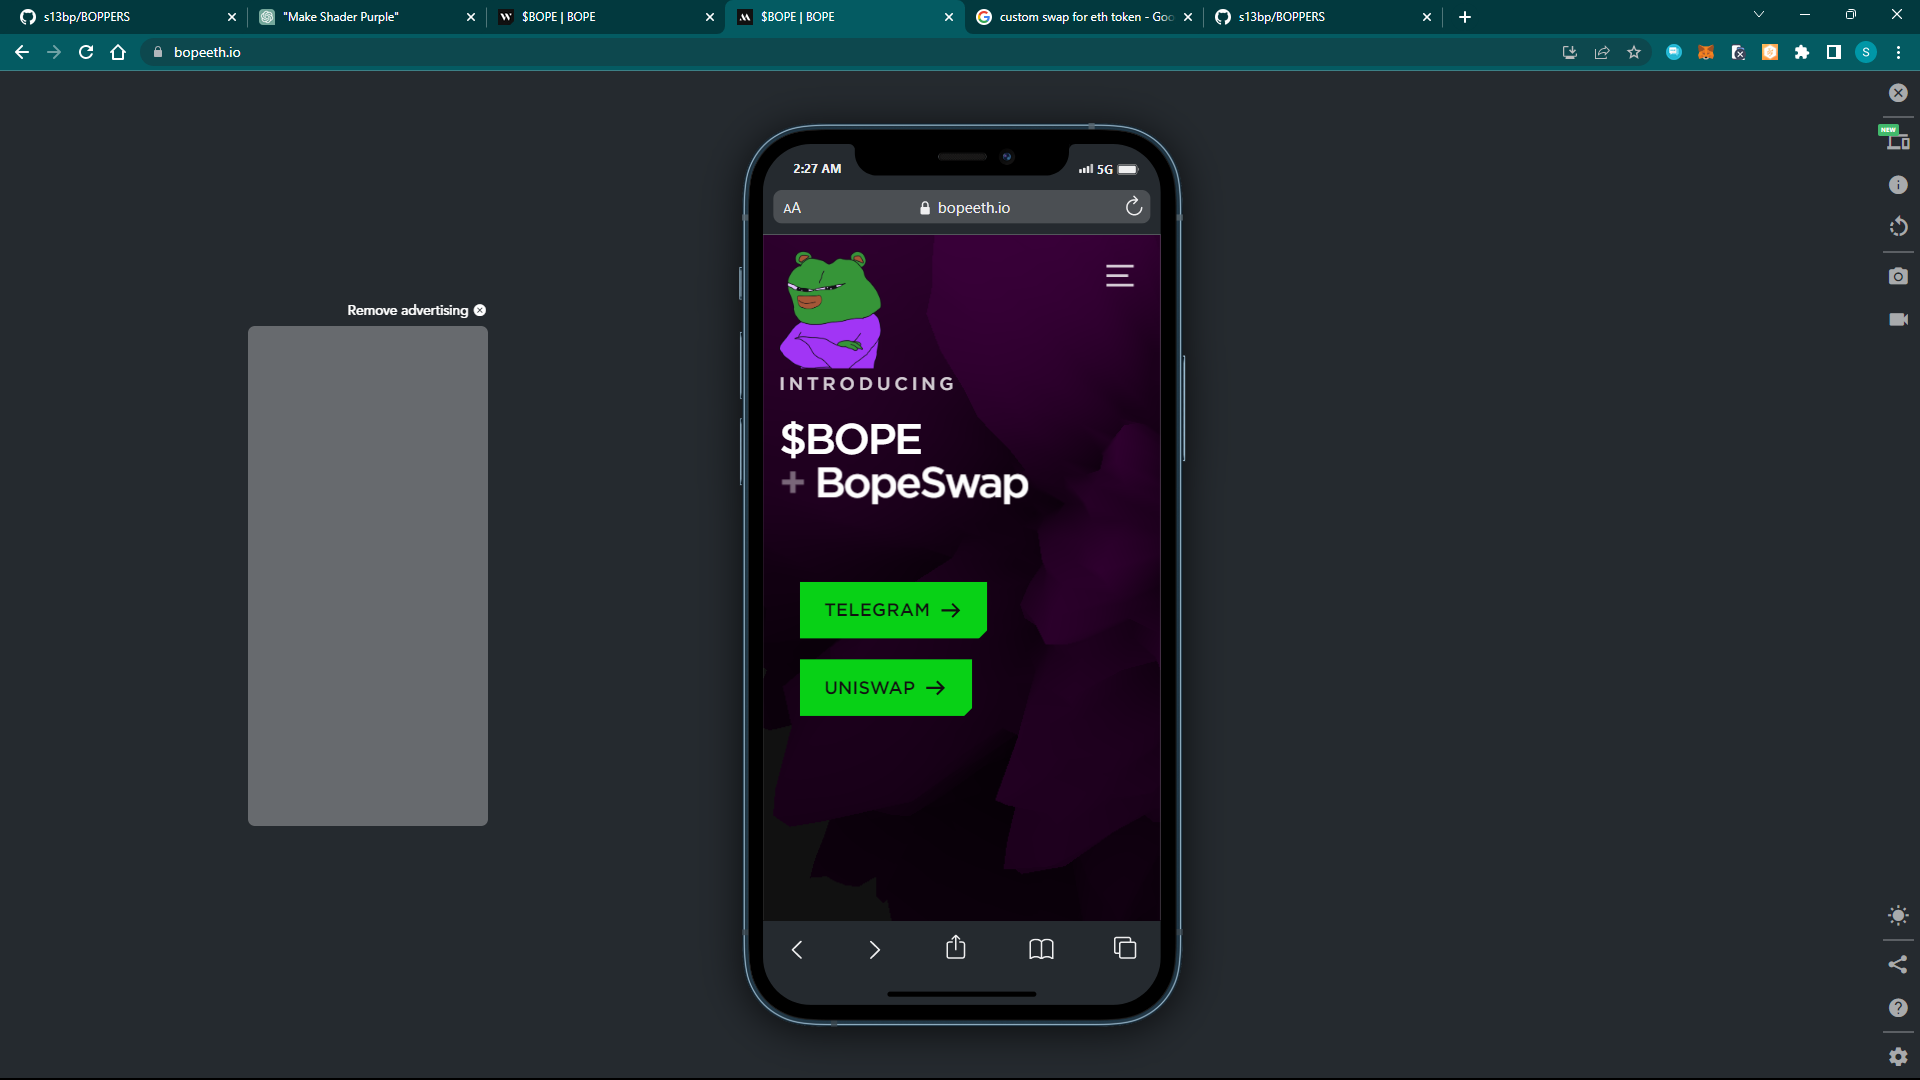 s13bp/BOPPERS
"Make Shader Purple"
$BOPE | BOPE
$BOPE | BOPE
custom swap for eth token - Goo
s13bp/BOPPERS
bopeeth.io
S
NEW
Remove advertising
2:27 AM
5G
AA
bopeeth.io
INTRODUCING
$BOPE
+ BopeSwap
TELEGRAM →
UNISWAP →